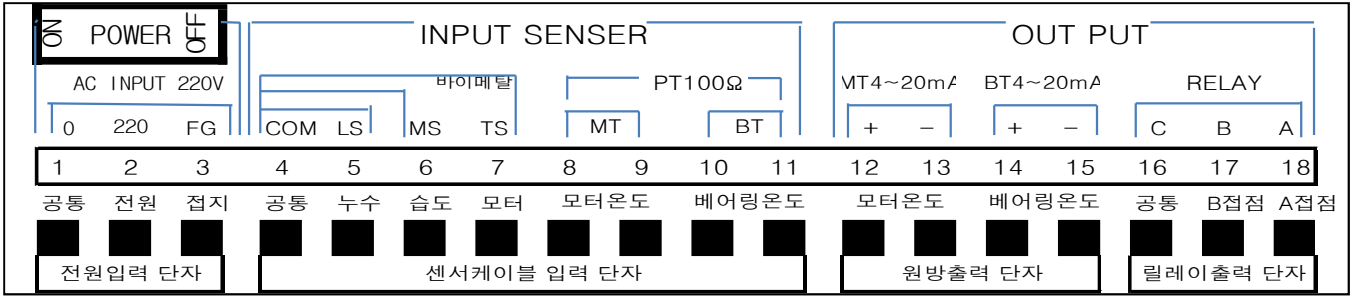 ON POWER OFF INPUT SENSER OUT PUT
AC INPUT 220V 바이메탈 PT100Ω MT4~20mA BT4~20mA RELAY
0 220 FG COM LS MS TS MT BT + − + − C B A
1 2 3 4 5 6 7 8 9 10 11 12 13 14 15 16 17 18
공통 전원 접지 공통 누수 습도 모터 모터온도 베어링온도 모터온도 베어링온도 공통 B접점 A접점
전원입력 단자 센서케이블 입력 단자 원방출력 단자 릴레이출력 단자